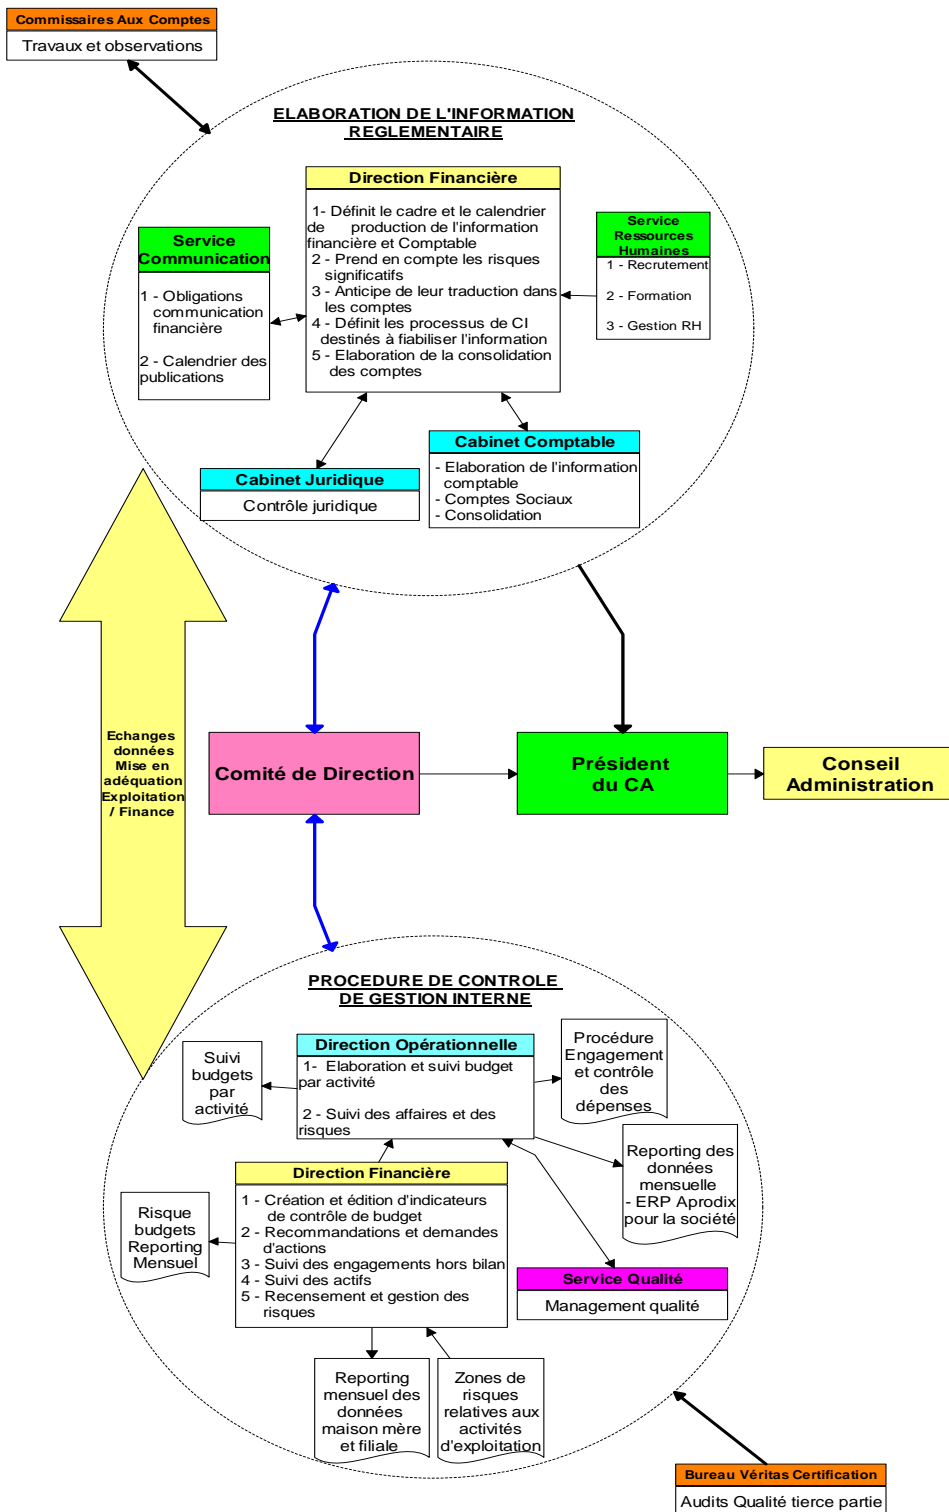 Commissaires Aux Comptes
Travaux et observations
ELABORATION DE L'INFORMATION
REGLEMENTAIRE
Direction Financière
1- Définit le cadre et le calendrier
de production de l'information
financière et Comptable
2 - Prend en compte les risques
significatifs
3 - Anticipe de leur traduction dans
les comptes
4 - Définit les processus de CI
destinés à fiabiliser l'information
5 - Elaboration de la consolidation
des comptes
Service
Communication
1 - Obligations
communication
financière
2 - Calendrier des
publications
Service
Ressources
Humaines
1 - Recrutement
2 - Formation
3 - Gestion RH
Cabinet Juridique
Contrôle juridique
Cabinet Comptable
- Elaboration de l'information
comptable
- Comptes Sociaux
- Consolidation
Echanges
données
Mise en
adéquation
Exploitation
/ Finance
Comité de Direction
Président
du CA
Conseil
Administration
PROCEDURE DE CONTROLE
DE GESTION INTERNE
Direction Opérationnelle
1- Elaboration et suivi budget
par activité
2 - Suivi des affaires et des
risques
Suivi
budgets
par
activité
Procédure
Engagement
et contrôle
des
dépenses
Reporting des
données
mensuelle
- ERP Aprodix
pour la société
Direction Financière
1 - Création et édition d'indicateurs
de contrôle de budget
2 - Recommandations et demandes
d'actions
3 - Suivi des engagements hors bilan
4 - Suivi des actifs
5 - Recensement et gestion des
risques
Risque
budgets
Reporting
Mensuel
Service Qualité
Management qualité
Reporting
mensuel des
données
maison mère
et filiale
Zones de
risques
relatives aux
activités
d'exploitation
Bureau Véritas Certification
Audits Qualité tierce partie